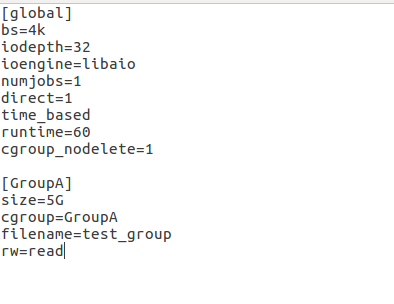 [global]
bs=4k
iodepth=32
ioengine=libaio
numjobs=1
direct=1
time_based
runtime=60
cgroup_nodelete=1

[GroupA]
size=5G
cgroup=GroupA
filename=test_group
rw=read